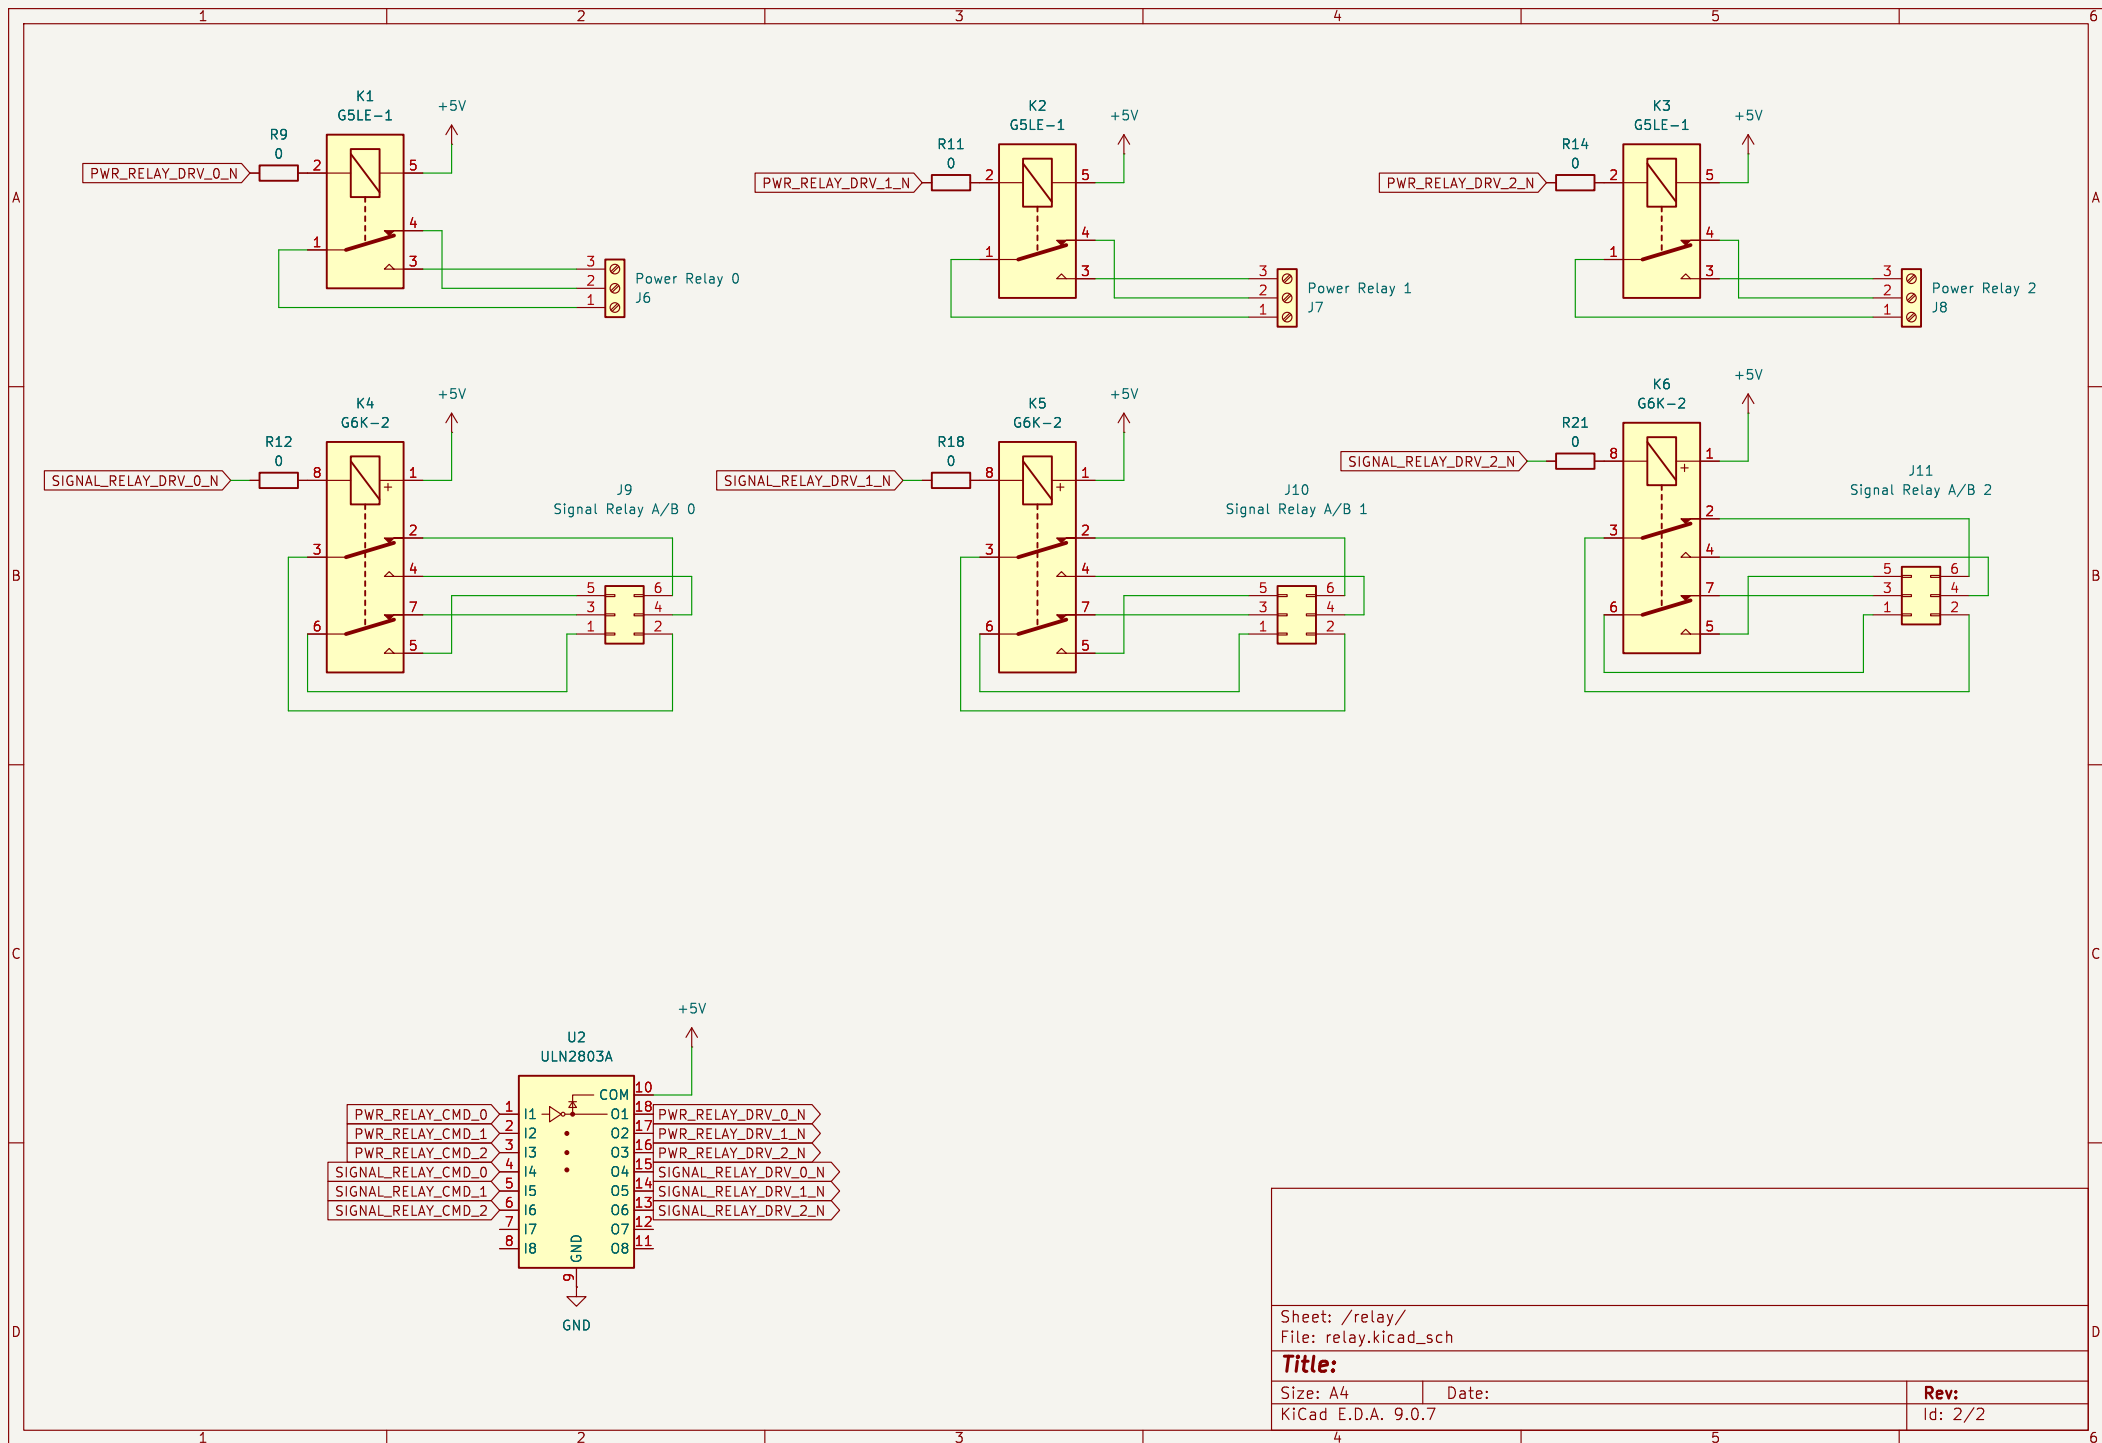 1 2 3 4 5 6
A A
B B
C C
D D
K1
G5LE-1
+5V
R9
0
PWR_RELAY_DRV_0_N
2 5
4
1
3
3
2
1
Power Relay 0
J6
K2
G5LE-1
+5V
R11
0
PWR_RELAY_DRV_1_N
2 5
4
1
3
3
2
1
Power Relay 1
J7
K3
G5LE-1
+5V
R14
0
PWR_RELAY_DRV_2_N
2 5
4
1
3
3
2
1
Power Relay 2
J8
K4
G6K-2
+5V
R12
0
SIGNAL_RELAY_DRV_0_N
8 1
+
2
3
4
7
6
5
J9
Signal Relay A/B 0
5 6
3 4
1 2
K5
G6K-2
+5V
R18
0
SIGNAL_RELAY_DRV_1_N
8 1
+
2
3
4
7
6
5
J10
Signal Relay A/B 1
5 6
3 4
1 2
K6
G6K-2
+5V
R21
0
SIGNAL_RELAY_DRV_2_N
8 1
+
2
3
4
7
6
5
J11
Signal Relay A/B 2
5 6
3 4
1 2
+5V
U2
ULN2803A
COM 10
PWR_RELAY_CMD_0 1 I1 O1 18 PWR_RELAY_DRV_0_N
PWR_RELAY_CMD_1 2 I2 O2 17 PWR_RELAY_DRV_1_N
PWR_RELAY_CMD_2 3 I3 O3 16 PWR_RELAY_DRV_2_N
SIGNAL_RELAY_CMD_0 4 I4 O4 15 SIGNAL_RELAY_DRV_0_N
SIGNAL_RELAY_CMD_1 5 I5 O5 14 SIGNAL_RELAY_DRV_1_N
SIGNAL_RELAY_CMD_2 6 I6 O6 13 SIGNAL_RELAY_DRV_2_N
7 I7 O7 12
8 I8 O8 11
GND
9
GND
Sheet: /relay/
File: relay.kicad_sch
Title:
Size: A4 Date: Rev:
KiCad E.D.A. 9.0.7 Id: 2/2
1 2 3 4 5 6